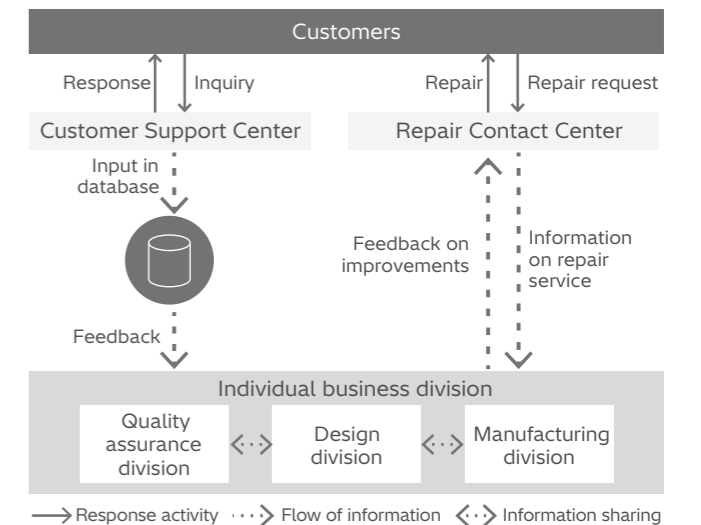 Customers
Response
Inquiry
Repair
Repair request
Customer Support Center
Repair Contact Center
Input in
database
Feedback on
improvements
Information
on repair
service
Feedback
Individual business division
Quality
assurance
division
Design
division
Manufacturing
division
Response activity
Flow of information
Information sharing